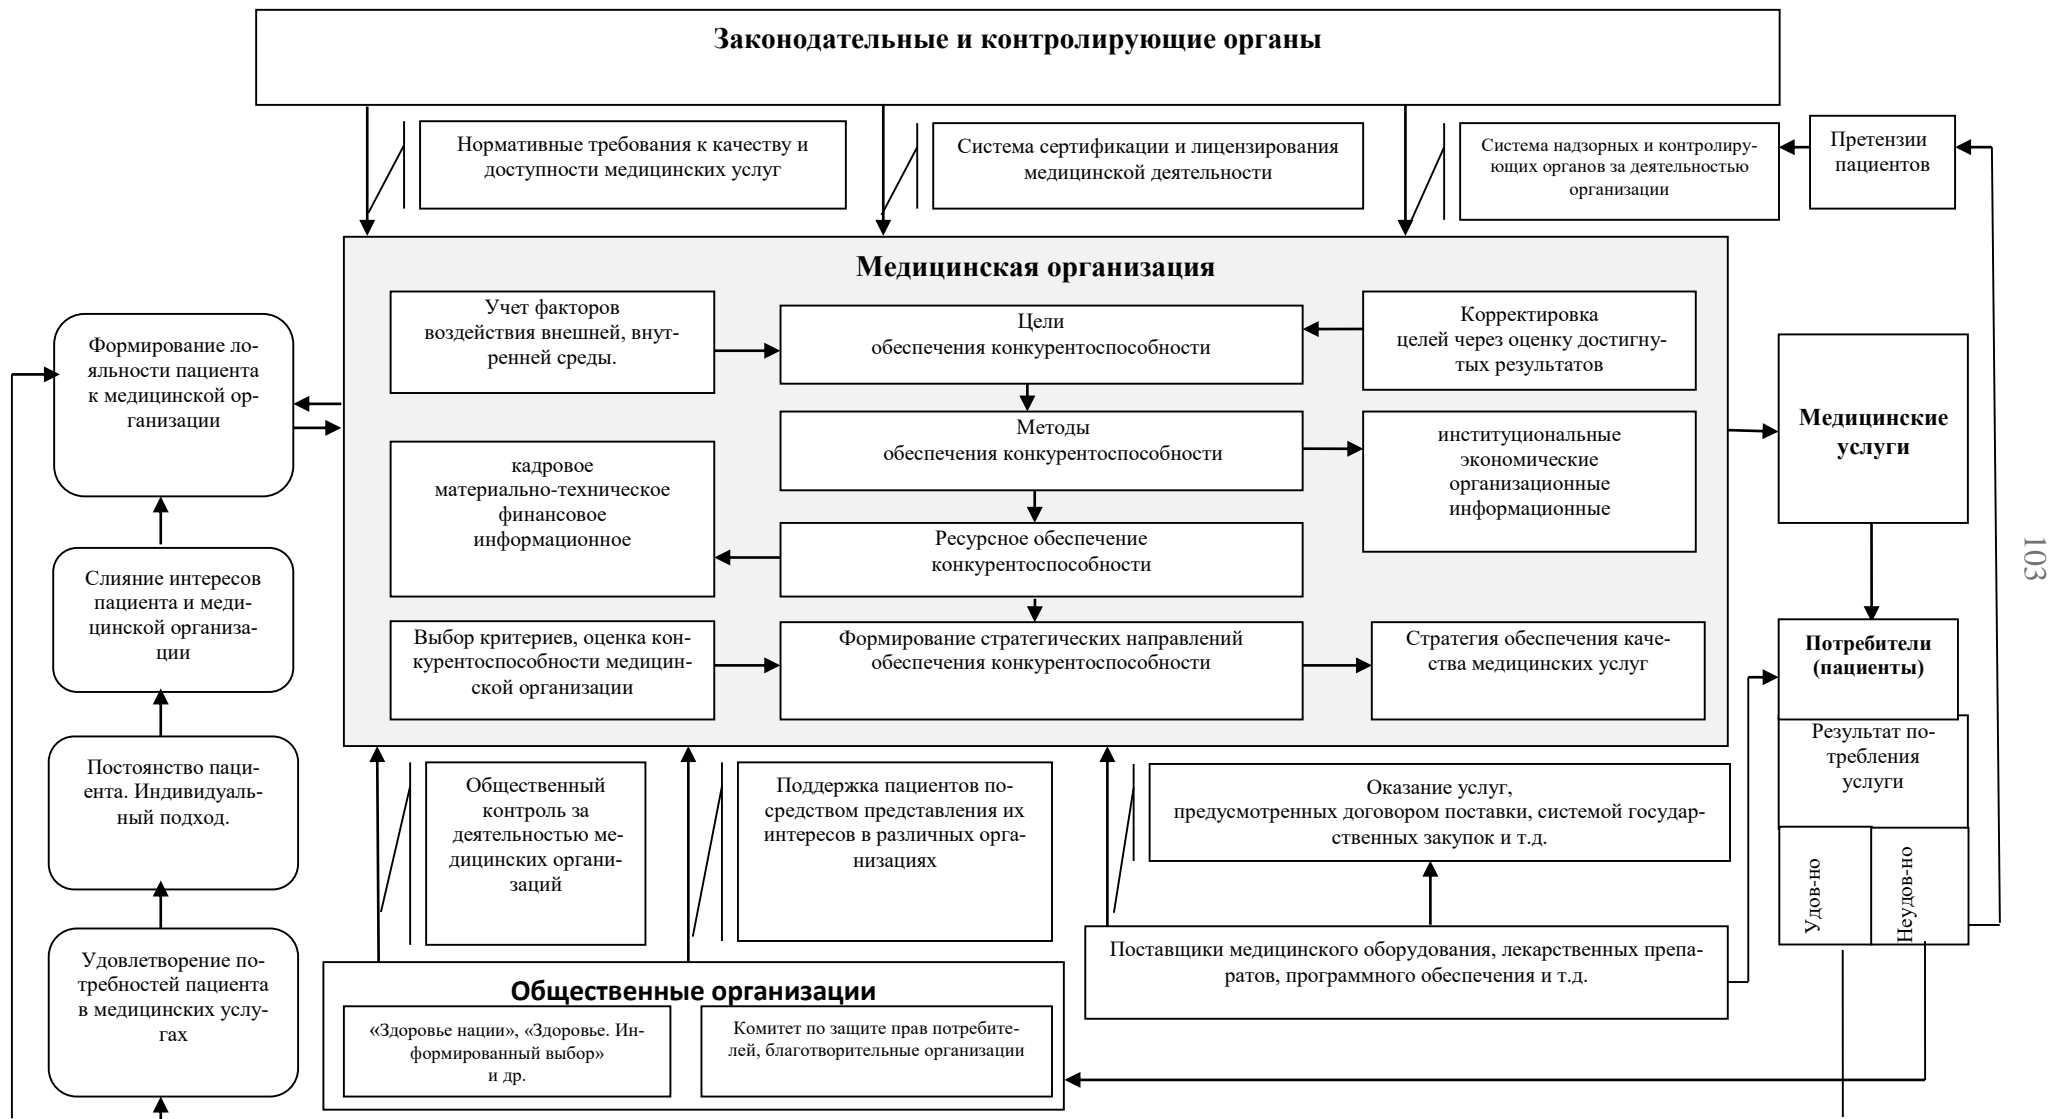 Законодательные и контролирующие органы
Нормативные требования к качеству и
доступности медицинских услуг
Система сертификации и лицензирования
медицинской деятельности
Система надзорных и контролиру-
ющих органов за деятельностью
организации
Претензии
пациентов
Медицинская организация
Учет факторов
воздействия внешней, внут-
ренней среды.
Цели
обеспечения конкурентоспособности
Корректировка
целей через оценку достигну-
тых результатов
Формирование ло-
яльности пациента
к медицинской ор-
ганизации
Методы
обеспечения конкурентоспособности
институциональные
экономические
организационные
информационные
Медицинские
услуги
кадровое
материально-техническое
финансовое
информационное
Ресурсное обеспечение
конкурентоспособности
103
Слияние интересов
пациента и меди-
цинской организа-
ции
Выбор критериев, оценка кон-
курентоспособности медицин-
ской организации
Формирование стратегических направлений
обеспечения конкурентоспособности
Стратегия обеспечения каче-
ства медицинских услуг
Потребители
(пациенты)
Результат по-
требления
услуги
Постоянство паци-
ента. Индивидуаль-
ный подход.
Общественный
контроль за
деятельностью ме-
дицинских органи-
заций
Поддержка пациентов по-
средством представления их
интересов в различных орга-
низациях
Оказание услуг,
предусмотренных договором поставки, системой государ-
ственных закупок и т.д.
Удов-но
Неудов-но
Удовлетворение по-
требностей пациента
в медицинских услу-
гах
Поставщики медицинского оборудования, лекарственных препа-
ратов, программного обеспечения и т.д.
Общественные организации
«Здоровье нации», «Здоровье. Ин-
формированный выбор»
и др.
Комитет по защите прав потребите-
лей, благотворительные организации